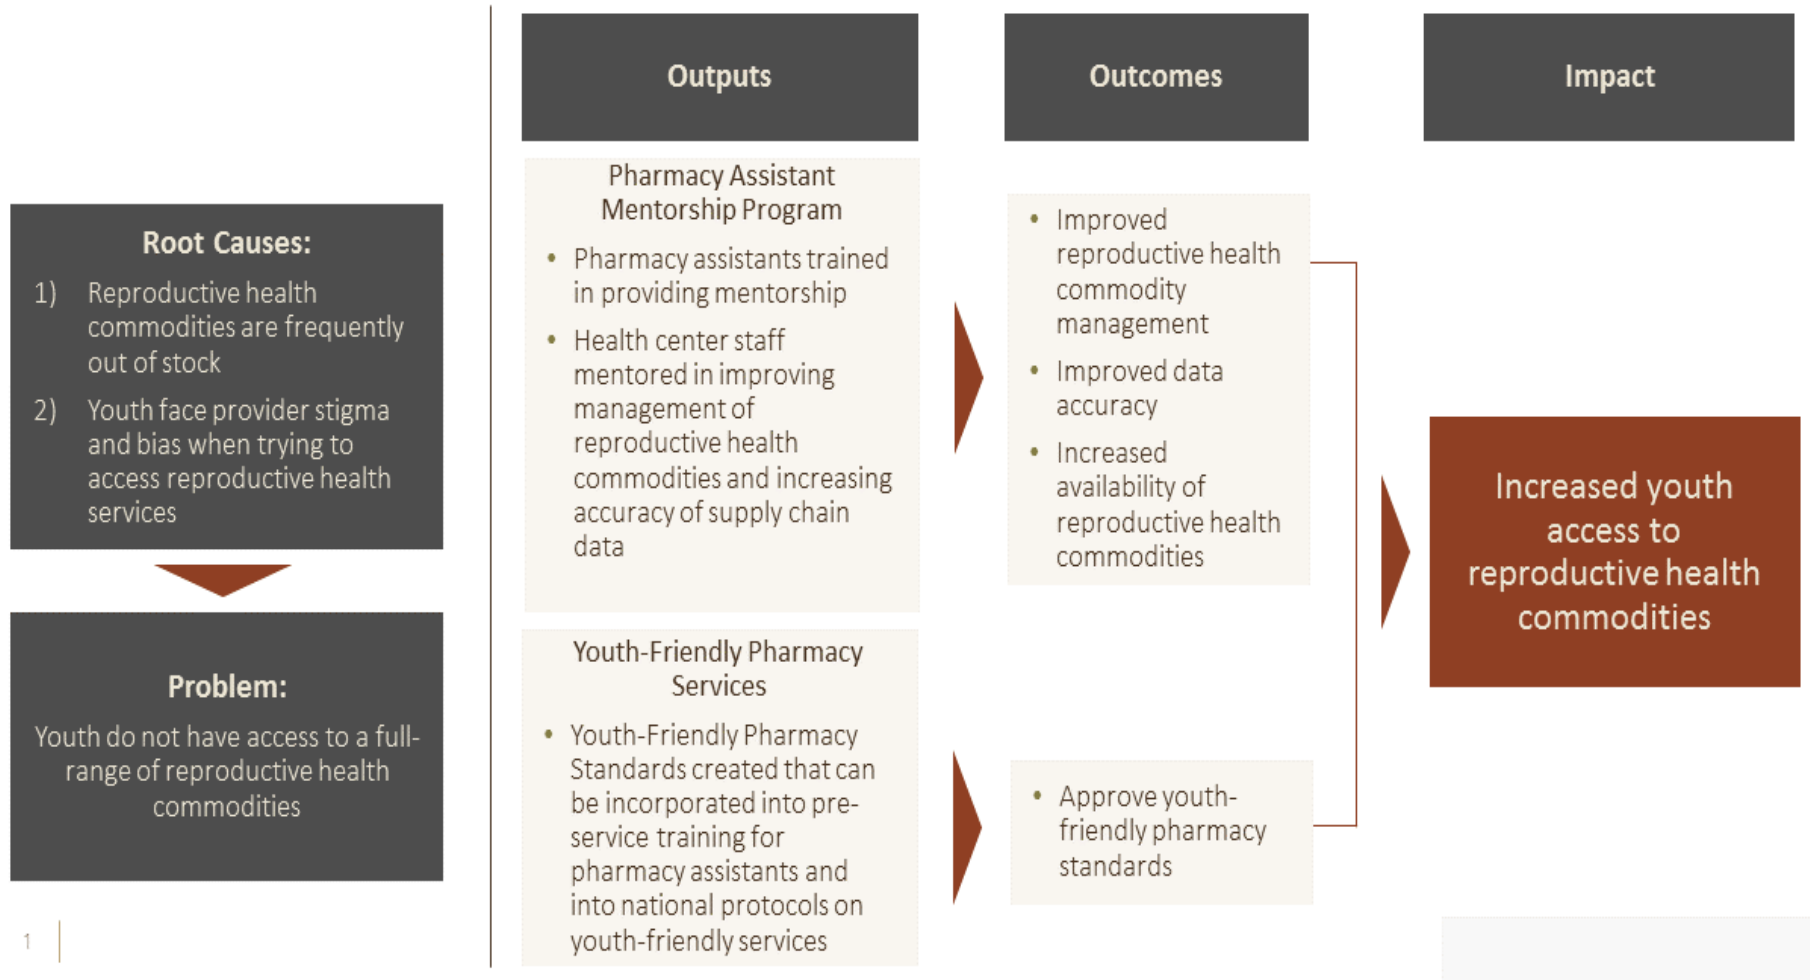 Root Causes:
1) Reproductive health
commodities are frequently
out of stock
2) Youth face provider stigma
and bias when trying to
access reproductive health
services
Problem:
Youth do not have access to a full-
range of reproductive health
commodities
1
Outputs
Pharmacy Assistant
Mentorship Program
• Pharmacy assistants trained
in providing mentorship
• Health center staff
mentored in improving
management of
reproductive health
commodities and increasing
accuracy of supply chain
data
Youth-Friendly Pharmacy
Services
• Youth-Friendly Pharmacy
Standards created that can
be incorporated into pre-
service training for
pharmacy assistants and
into national protocols on
youth-friendly services
Outcomes
• Improved
reproductive health
commodity
management
• Improved data
accuracy
• Increased
availability of
reproductive health
commodities
• Approve youth-
friendly pharmacy
standards
Impact
Increased youth
access to
reproductive health
commodities